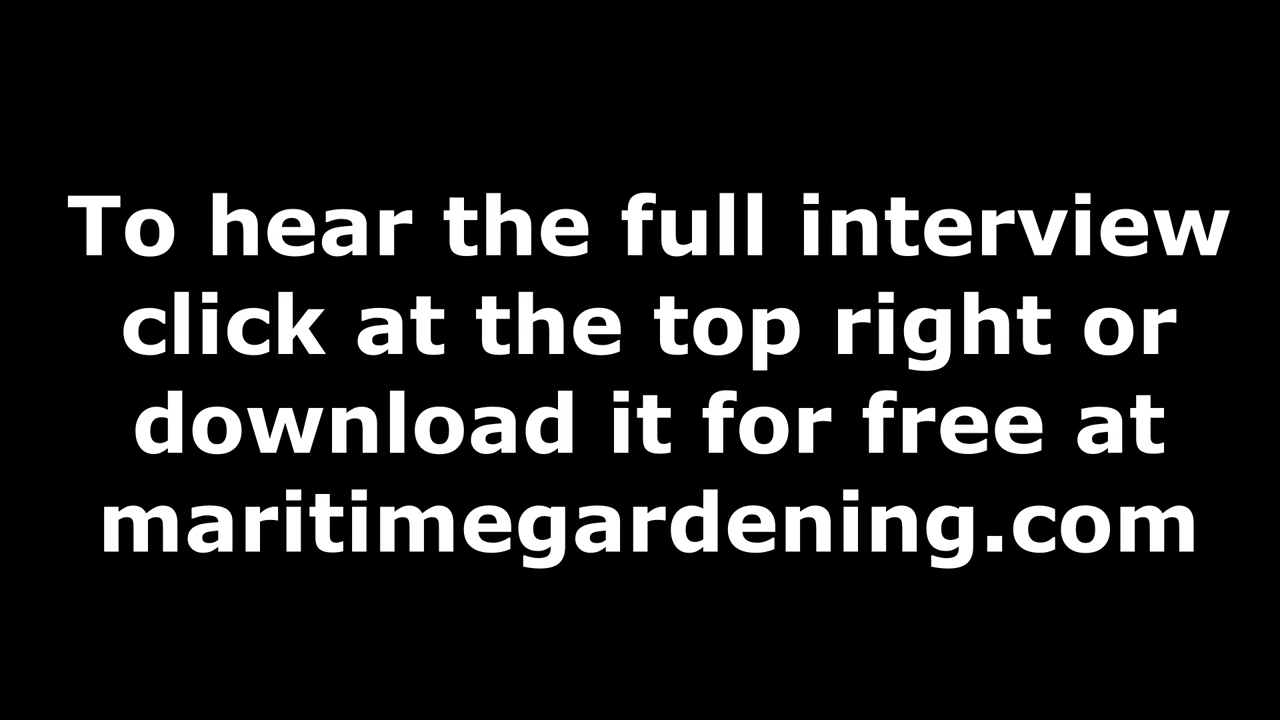 To hear the full interview
click at the top right or
download it for free at
maritimegardening.com